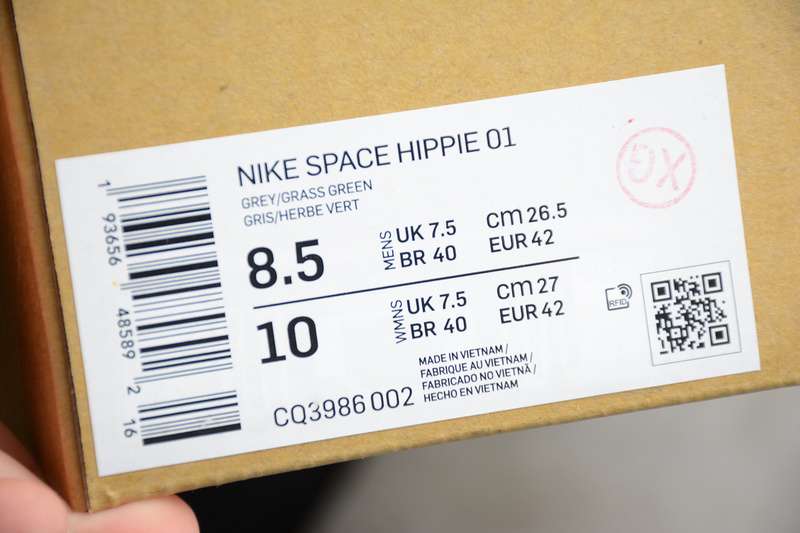 NIKE SPACE HIPPIE 01
GREY/GRASS GREEN
GRIS/HERBE VERT
8.5
MENS
UK 7.5
BR 40
CM 26.5
EUR 42
10
WMNS
UK 7.5
BR 40
CM 27
EUR 42
RFID
CQ3986 002
MADE IN VIETNAM /
FABRIQUE AU VIETNAM /
FABRICADO NO VIETNÃ /
HECHO EN VIETNAM
1 93656 48589 2 16